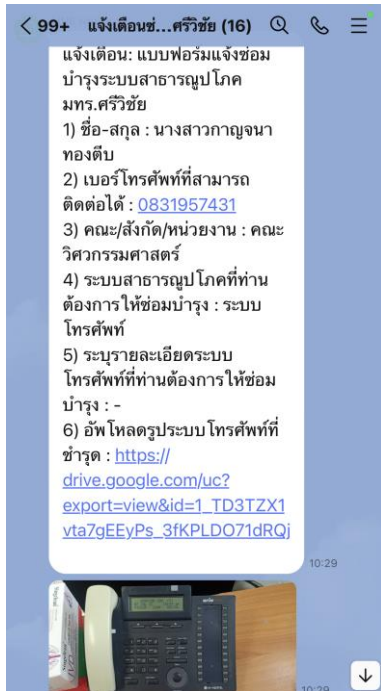 99+ แจ้งเตือนซ่...ศรีวิชัย (16)
แจ้งเตือน: แบบฟอร์มแจ้งซ่อม
บำรุงระบบสาธารณูปโภค
มทร.ศรีวิชัย
1) ชื่อ-สกุล : นางสาวกาญจนา
ทองตีบ
2) เบอร์โทรศัพท์ที่สามารถ
ติดต่อได้ : 0831957431
3) คณะ/สังกัด/หน่วยงาน : คณะ
วิศวกรรมศาสตร์
4) ระบบสาธารณูปโภคที่ท่าน
ต้องการให้ซ่อมบำรุง : ระบบ
โทรศัพท์
5) ระบุรายละเอียดระบบ
โทรศัพท์ที่ท่านต้องการให้ซ่อม
บำรุง : -
6) อัพโหลดรูประบบโทรศัพท์ที่
ชำรุด : https://
drive.google.com/uc?
export=view&id=1_TD3TZX1
vta7gEEyPs_3fKPLDO71dRQj
10:29
10:29